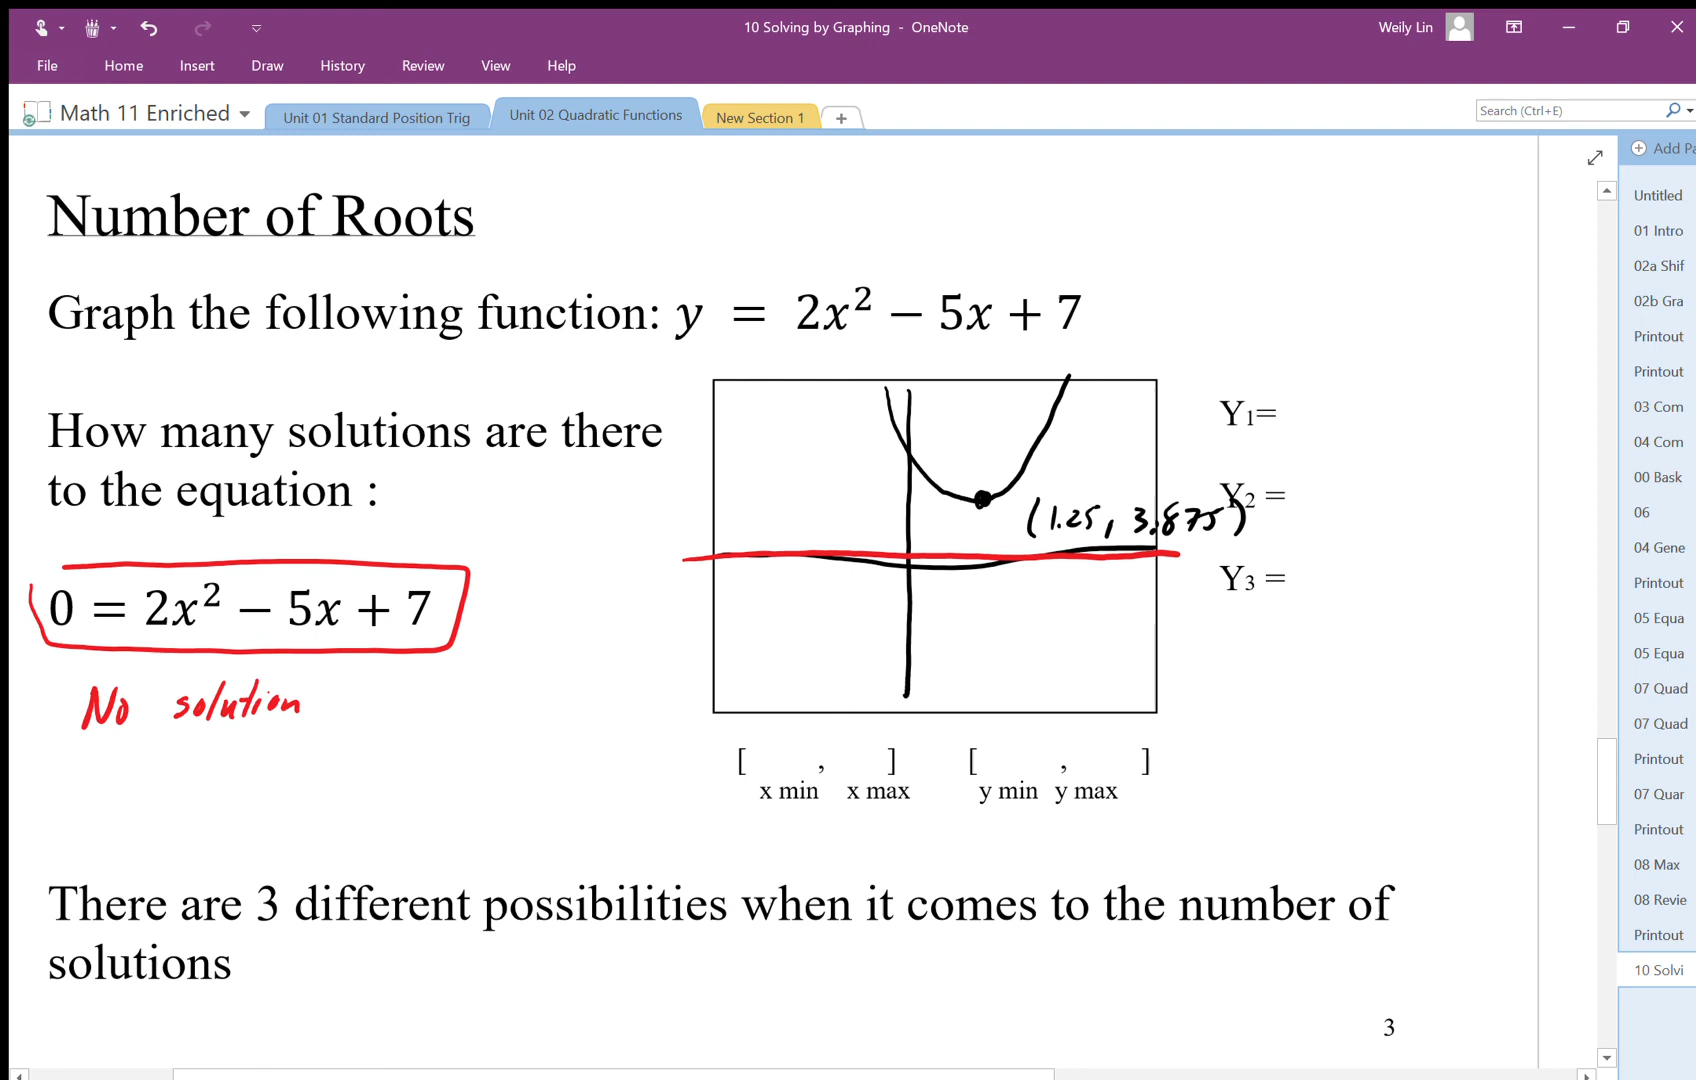 10 Solving by Graphing - OneNote
Weily Lin
File Home Insert Draw History Review View Help
Math 11 Enriched
Unit 01 Standard Position Trig
Unit 02 Quadratic Functions
New Section 1
+
Search (Ctrl+E)
Number of Roots
Graph the following function: y = 2x² − 5x + 7
How many solutions are there
to the equation :
0 = 2x² − 5x + 7
No solution
(1.25, 3.875)
Y₁=
Y₂ =
Y₃ =
[ , ] [ , ]
x min x max y min y max
There are 3 different possibilities when it comes to the number of
solutions
3
Add Pa
Untitled
01 Intro
02a Shif
02b Gra
Printout
Printout
03 Com
04 Com
00 Bask
06
04 Gene
Printout
05 Equa
05 Equa
07 Quad
07 Quad
Printout
07 Quar
Printout
08 Max
08 Revie
Printout
10 Solvi